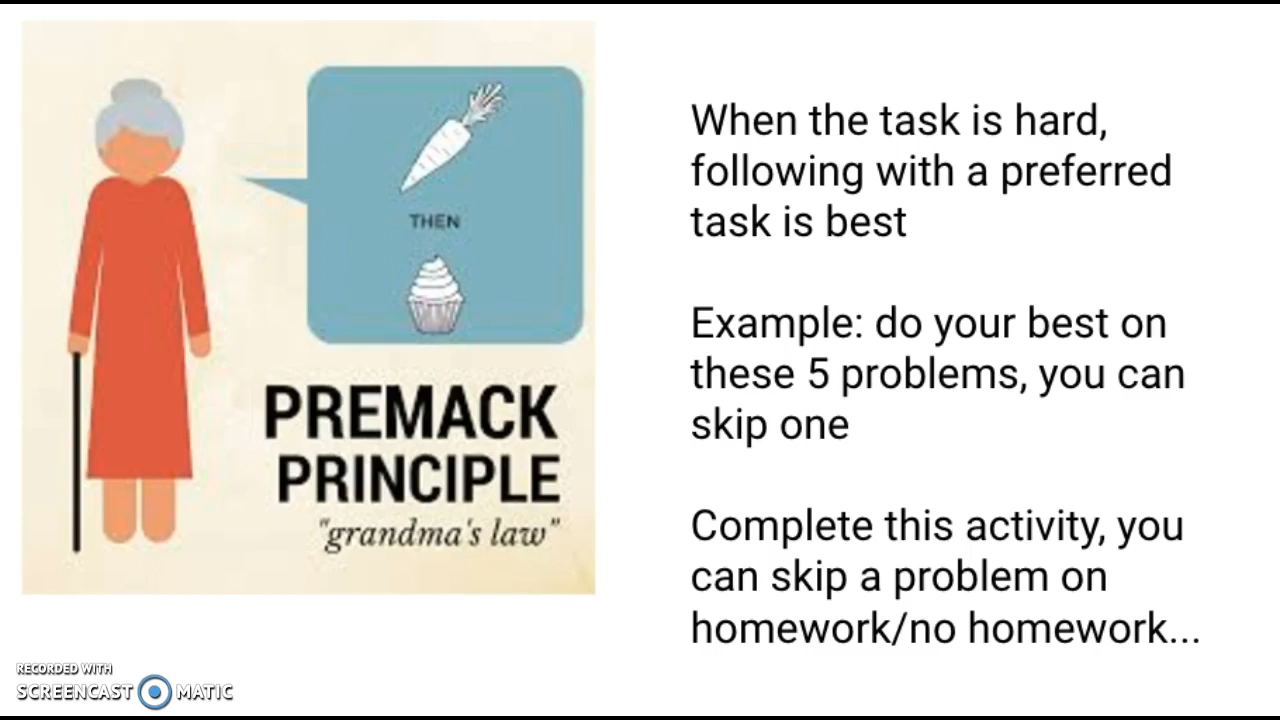 THEN
PREMACK
PRINCIPLE
"grandma's law"
When the task is hard,
following with a preferred
task is best
Example: do your best on
these 5 problems, you can
skip one
Complete this activity, you
can skip a problem on
homework/no homework...
RECORDED WITH
SCREENCAST MATIC